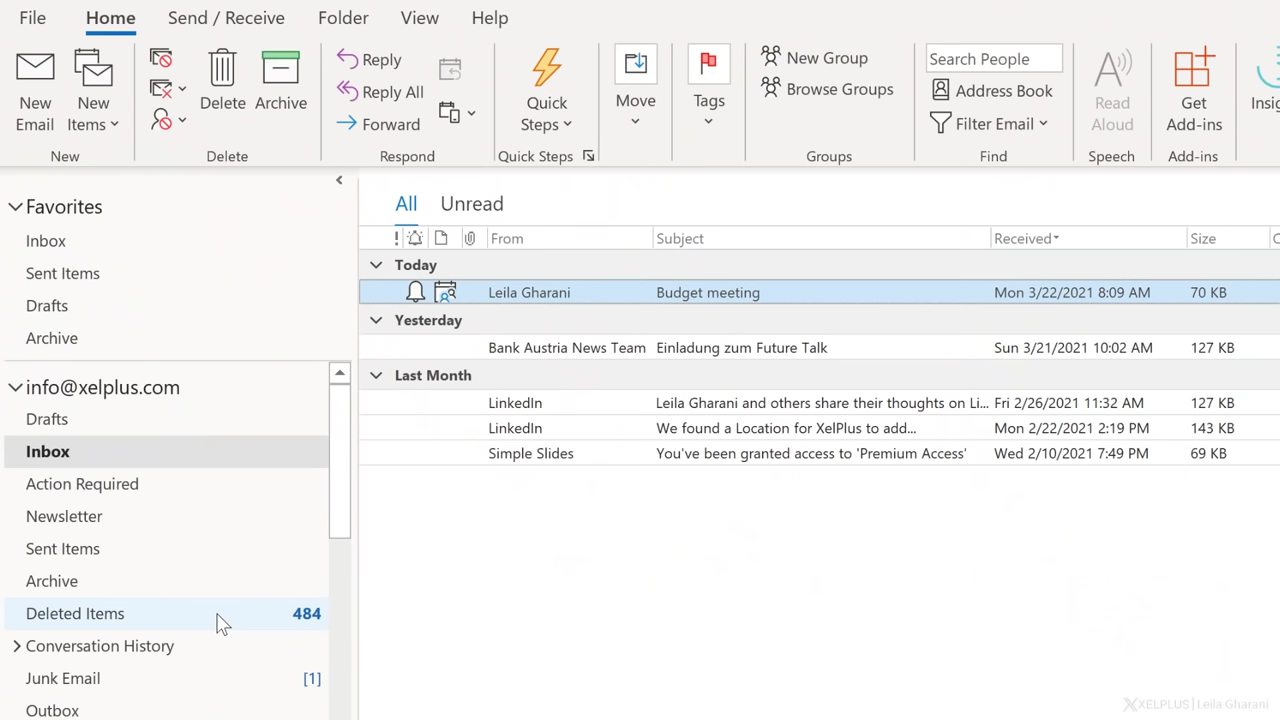 File Home Send / Receive Folder View Help
New Email
New Items
Delete
Archive
Reply
Reply All
Forward
Quick Steps
Move
Tags
New Group
Browse Groups
Search People
Address Book
Filter Email
Read Aloud
Get Add-ins
New Delete Respond Quick Steps Groups Find Speech Add-ins
Favorites
Inbox
Sent Items
Drafts
Archive
info@xelplus.com
Drafts
Inbox
Action Required
Newsletter
Sent Items
Archive
Deleted Items 484
Conversation History
Junk Email [1]
Outbox
All Unread
! From Subject Received Size
Today
Leila Gharani Budget meeting Mon 3/22/2021 8:09 AM 70 KB
Yesterday
Bank Austria News Team Einladung zum Future Talk Sun 3/21/2021 10:02 AM 127 KB
Last Month
LinkedIn Leila Gharani and others share their thoughts on Li... Fri 2/26/2021 11:32 AM 127 KB
LinkedIn We found a Location for XelPlus to add... Mon 2/22/2021 2:19 PM 143 KB
Simple Slides You've been granted access to 'Premium Access' Wed 2/10/2021 7:49 PM 69 KB
XELPLUS | Leila Gharani